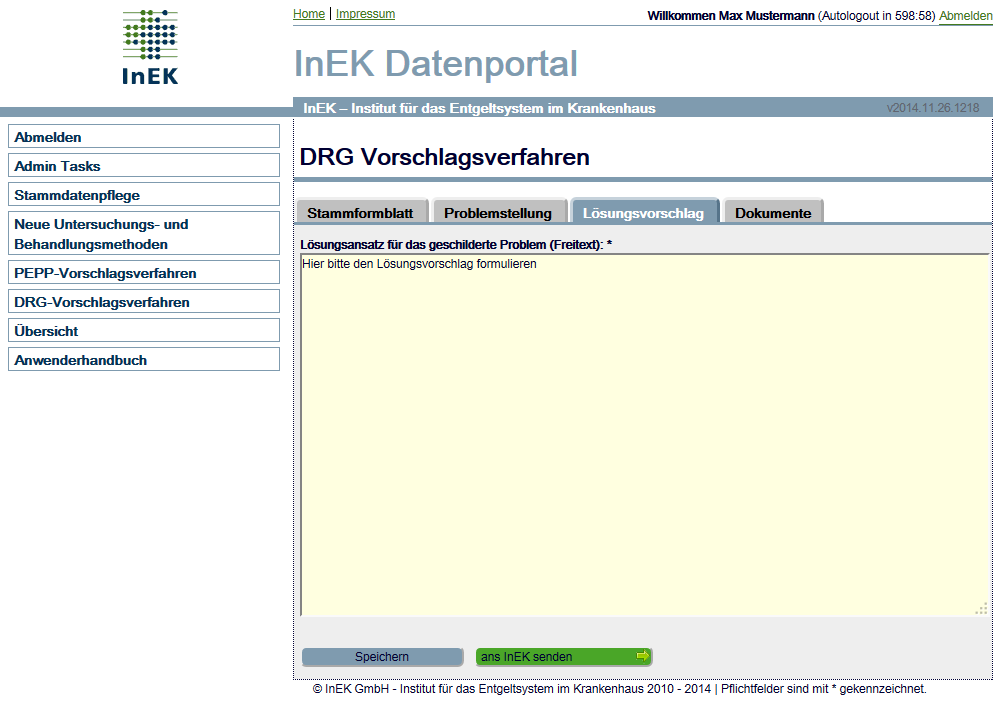 InEK
Home | Impressum
Willkommen Max Mustermann (Autologout in 598:58) Abmelden
InEK Datenportal
InEK – Institut für das Entgeltsystem im Krankenhaus
v2014.11.26.1218
Abmelden
Admin Tasks
Stammdatenpflege
Neue Untersuchungs- und
Behandlungsmethoden
PEPP-Vorschlagsverfahren
DRG-Vorschlagsverfahren
Übersicht
Anwenderhandbuch
DRG Vorschlagsverfahren
Stammformblatt
Problemstellung
Lösungsvorschlag
Dokumente
Lösungsansatz für das geschilderte Problem (Freitext): *
Hier bitte den Lösungsvorschlag formulieren
Speichern
ans InEK senden
© InEK GmbH - Institut für das Entgeltsystem im Krankenhaus 2010 - 2014 | Pflichtfelder sind mit * gekennzeichnet.